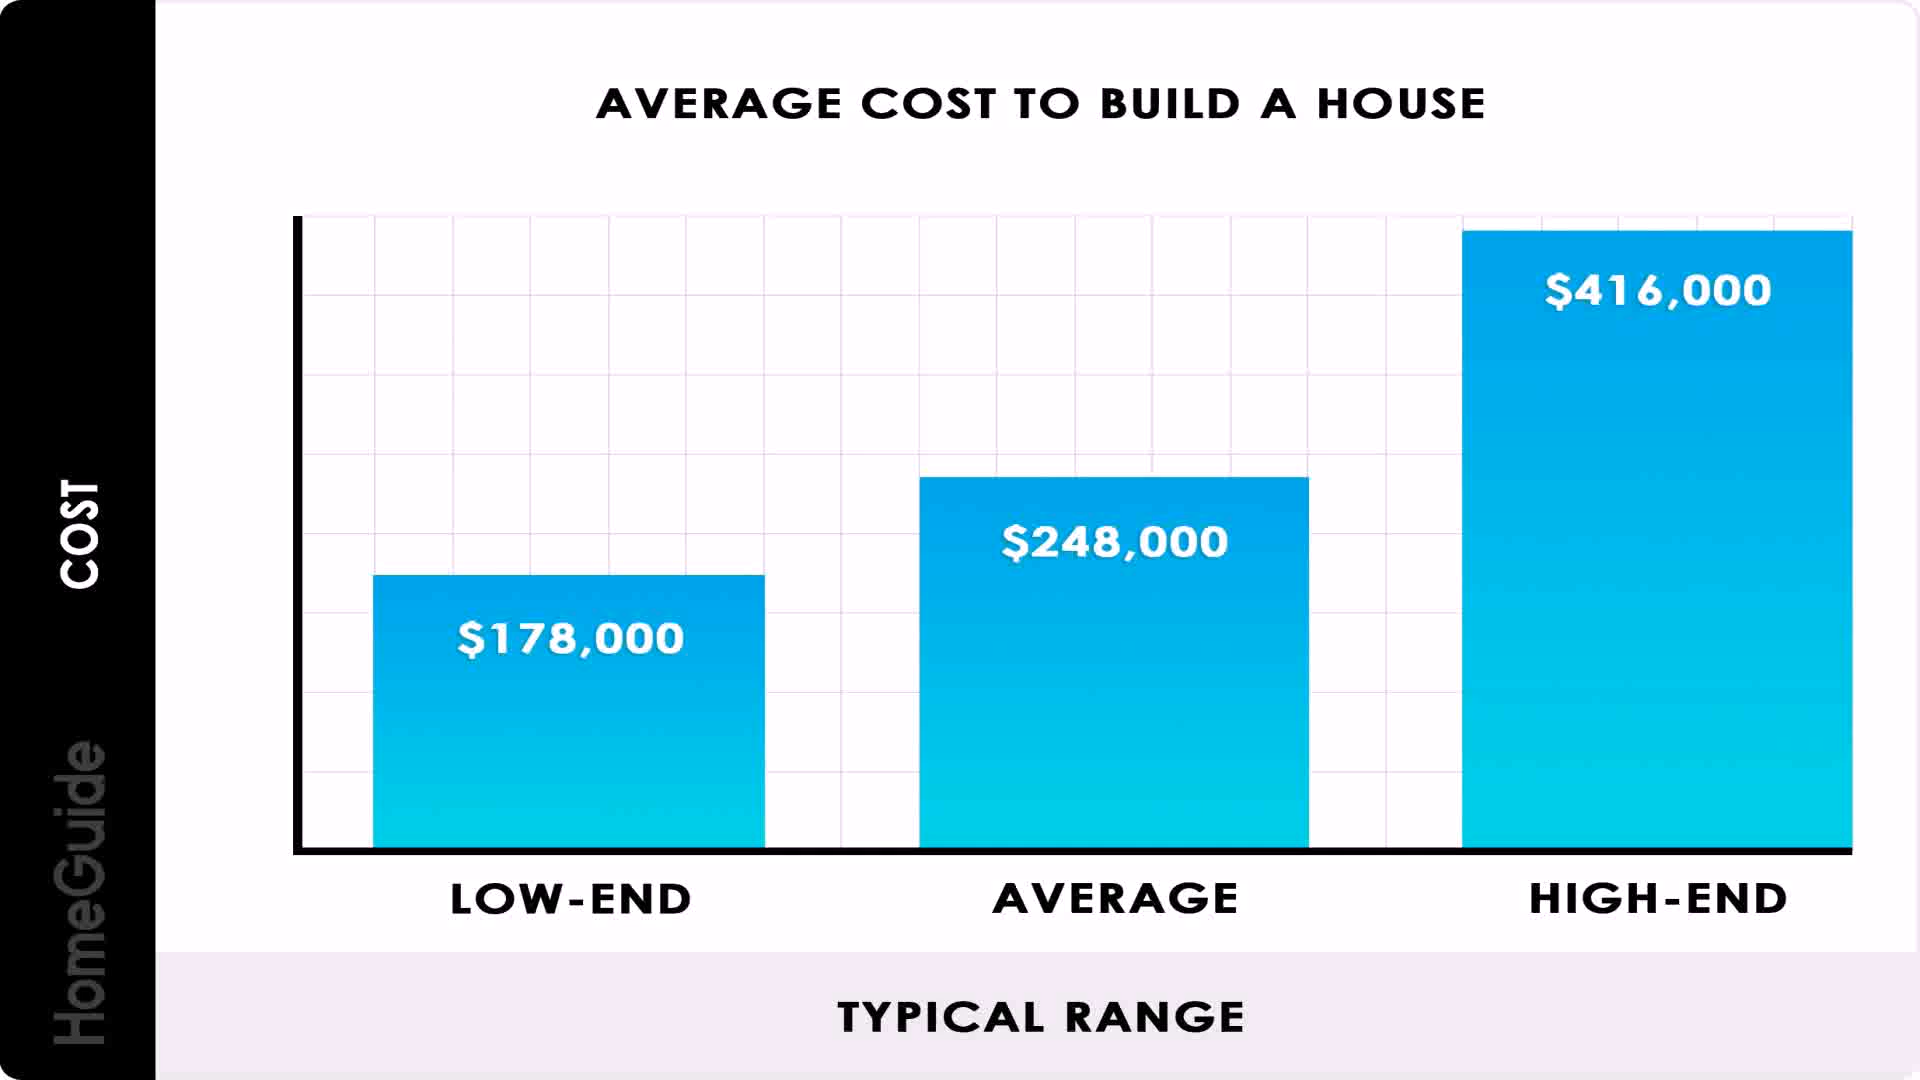 AVERAGE COST TO BUILD A HOUSE
COST
$178,000
$248,000
$416,000
LOW-END
AVERAGE
HIGH-END
TYPICAL RANGE
HomeGuide